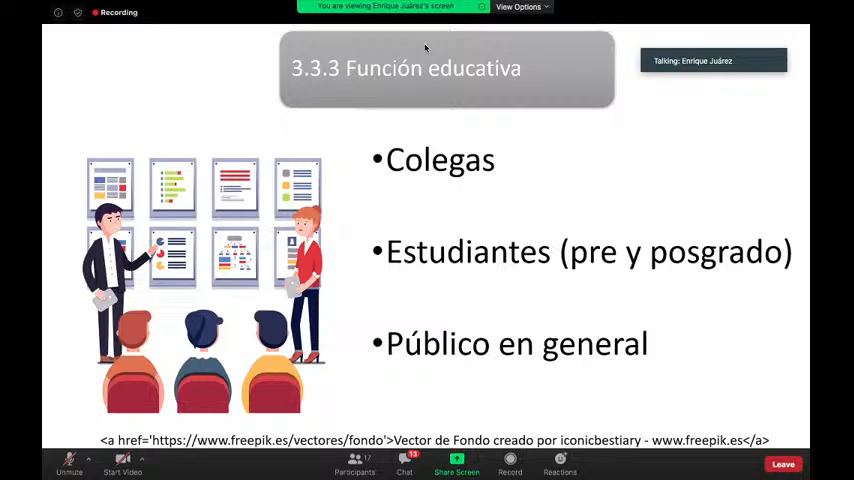 Recording
You are viewing Enrique Juárez's screen
View Options
3.3.3 Función educativa
Talking: Enrique Juárez
•Colegas
•Estudiantes (pre y posgrado)
•Público en general
<a href='https://www.freepik.es/vectores/fondo'>Vector de Fondo creado por iconicbestiary - www.freepik.es</a>
Unmute
Start Video
Participants
17
Chat
13
Share Screen
Record
Reactions
Leave